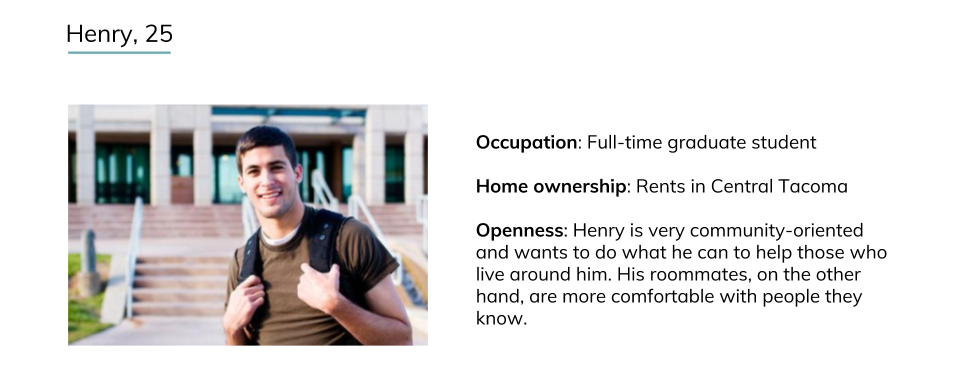 Henry, 25
Occupation: Full-time graduate student
Home ownership: Rents in Central Tacoma
Openness: Henry is very community-oriented
and wants to do what he can to help those who
live around him. His roommates, on the other
hand, are more comfortable with people they
know.